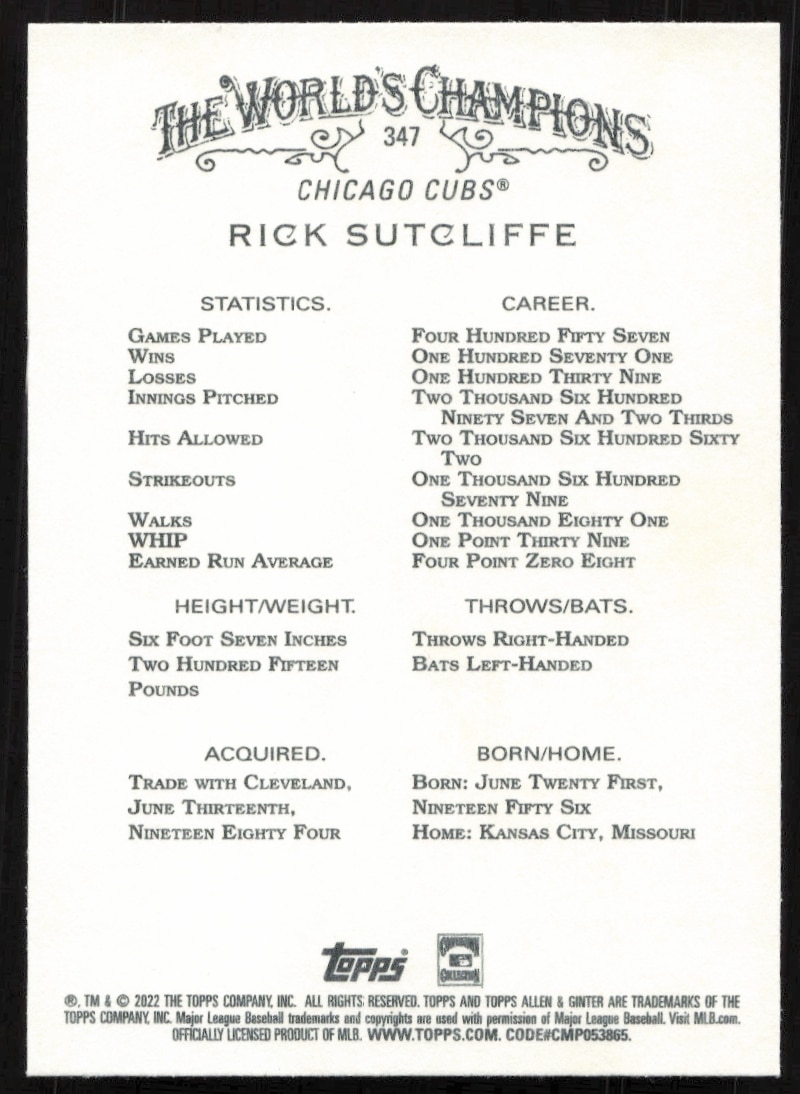 THE WORLD'S CHAMPIONS
347
CHICAGO CUBS®
RICK SUTCLIFFE
STATISTICS. CAREER.
GAMES PLAYED FOUR HUNDRED FIFTY SEVEN
WINS ONE HUNDRED SEVENTY ONE
LOSSES ONE HUNDRED THIRTY NINE
INNINGS PITCHED TWO THOUSAND SIX HUNDRED
NINETY SEVEN AND TWO THIRDS
HITS ALLOWED TWO THOUSAND SIX HUNDRED SIXTY
TWO
STRIKEOUTS ONE THOUSAND SIX HUNDRED
SEVENTY NINE
WALKS ONE THOUSAND EIGHTY ONE
WHIP ONE POINT THIRTY NINE
EARNED RUN AVERAGE FOUR POINT ZERO EIGHT
HEIGHT/WEIGHT. THROWS/BATS.
SIX FOOT SEVEN INCHES THROWS RIGHT-HANDED
TWO HUNDRED FIFTEEN BATS LEFT-HANDED
POUNDS
ACQUIRED. BORN/HOME.
TRADE WITH CLEVELAND, BORN: JUNE TWENTY FIRST,
JUNE THIRTEENTH, NINETEEN FIFTY SIX
NINETEEN EIGHTY FOUR HOME: KANSAS CITY, MISSOURI
Topps® COOPERSTOWN
COLLECTION
®, TM & © 2022 THE TOPPS COMPANY, INC. ALL RIGHTS RESERVED. TOPPS AND TOPPS ALLEN & GINTER ARE TRADEMARKS OF THE
TOPPS COMPANY, INC. Major League Baseball trademarks and copyrights are used with permission of Major League Baseball. Visit MLB.com.
OFFICIALLY LICENSED PRODUCT OF MLB. WWW.TOPPS.COM. CODE#CMP053865.